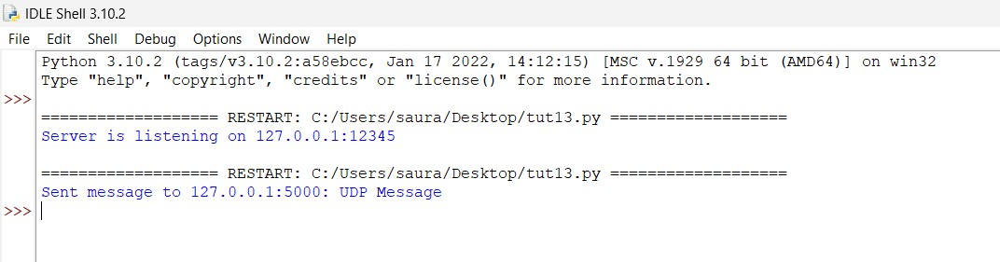 IDLE Shell 3.10.2
File Edit Shell Debug Options Window Help
Python 3.10.2 (tags/v3.10.2:a58ebcc, Jan 17 2022, 14:12:15) [MSC v.1929 64 bit (AMD64)] on win32
Type "help", "copyright", "credits" or "license()" for more information.
>>>
=================== RESTART: C:/Users/saura/Desktop/tut13.py ===================
Server is listening on 127.0.0.1:12345
=================== RESTART: C:/Users/saura/Desktop/tut13.py ===================
Sent message to 127.0.0.1:5000: UDP Message
>>>